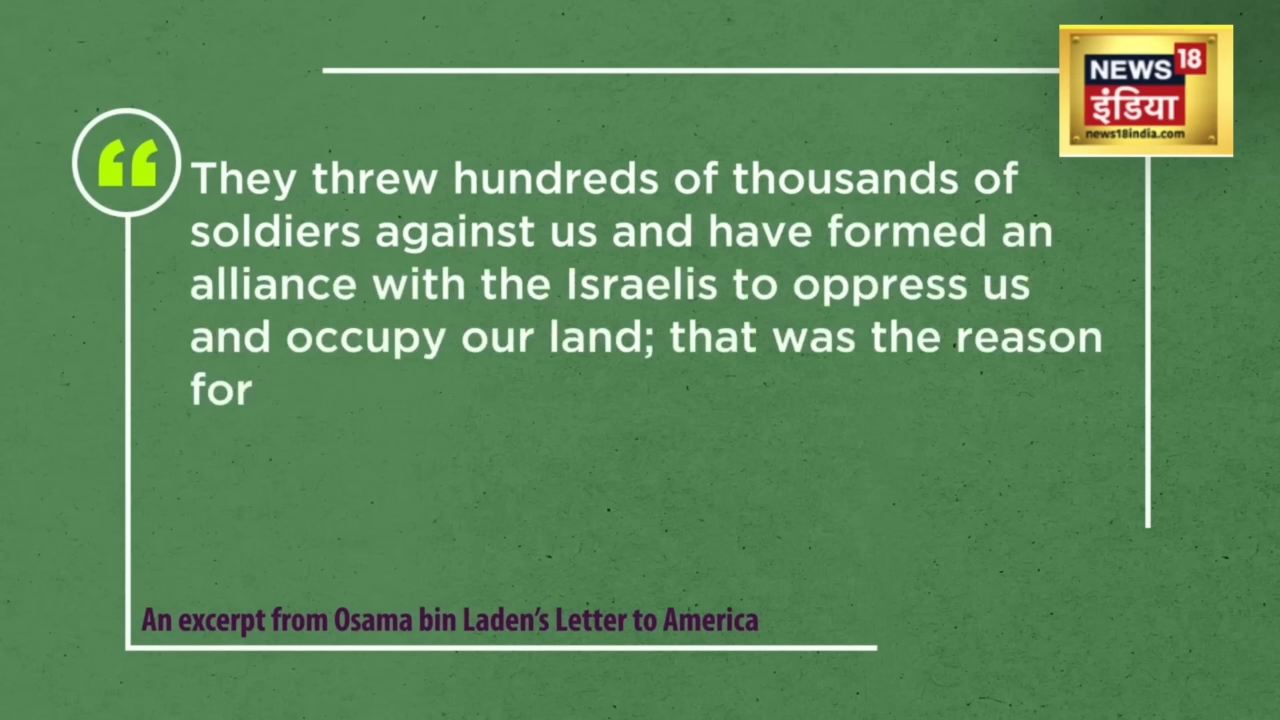 NEWS 18
इंडिया
news18india.com
They threw hundreds of thousands of
soldiers against us and have formed an
alliance with the Israelis to oppress us
and occupy our land; that was the reason
for
An excerpt from Osama bin Laden’s Letter to America